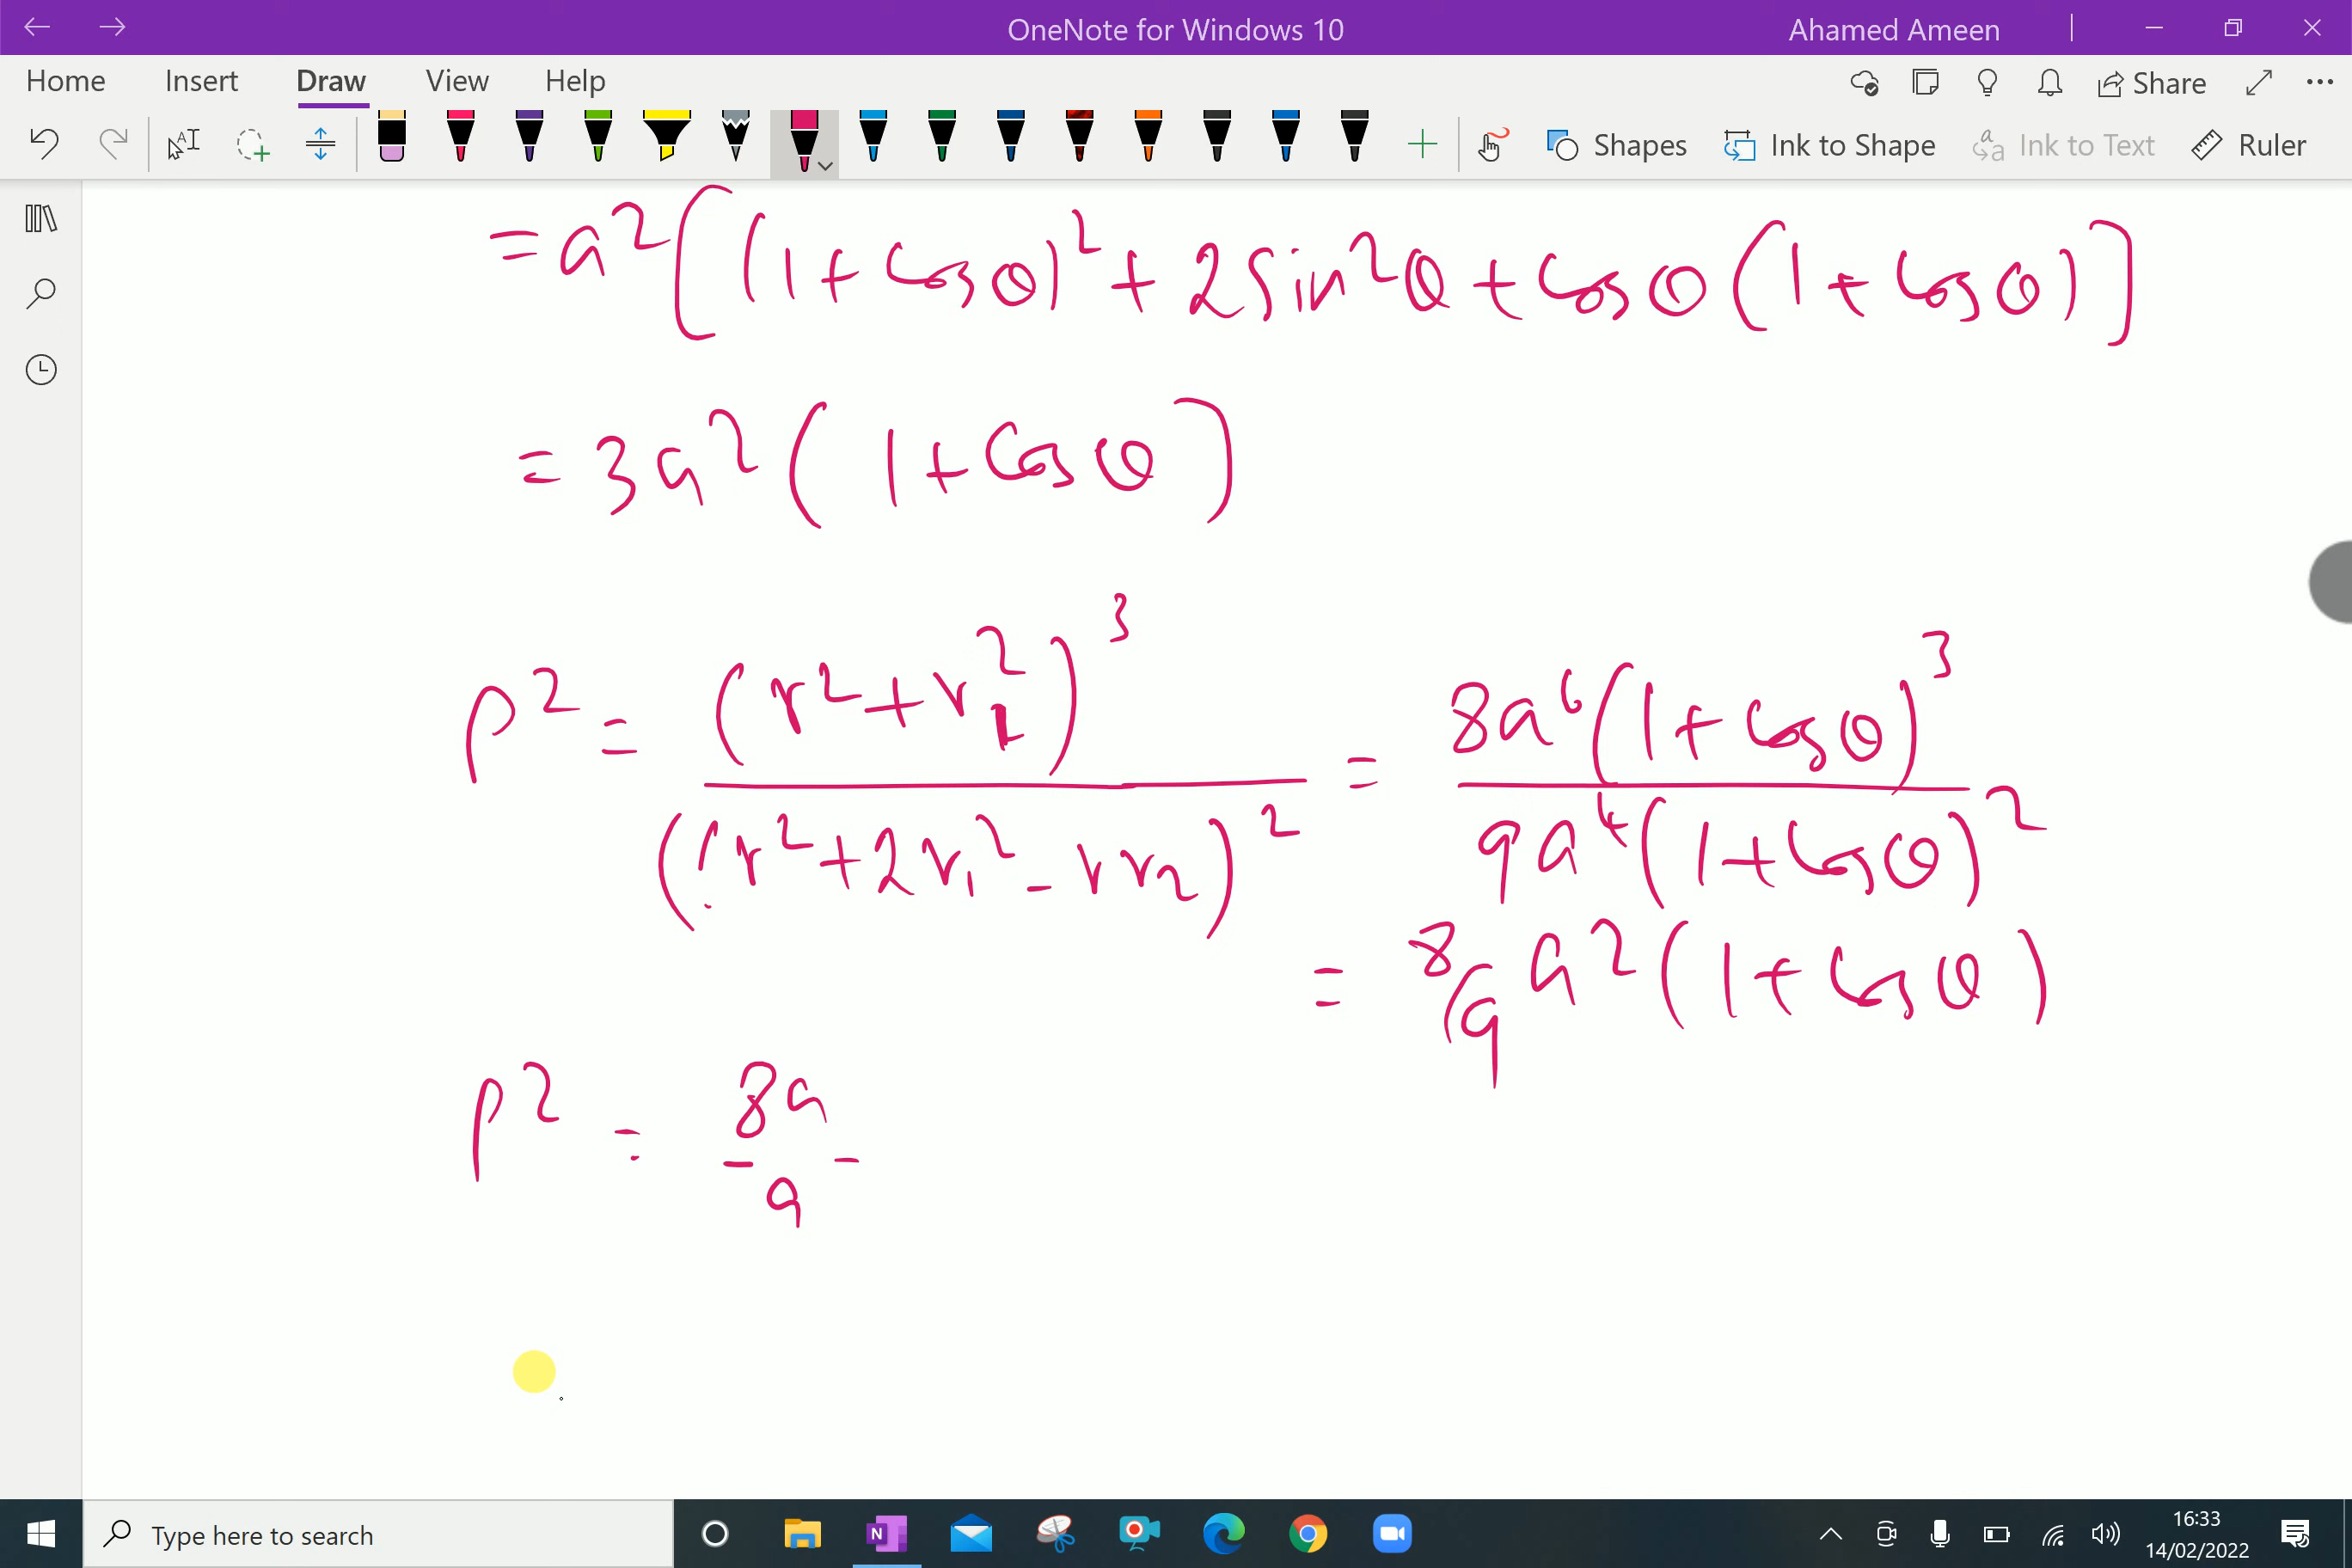 OneNote for Windows 10 Ahamed Ameen
Home Insert Draw View Help Share
Shapes Ink to Shape Ink to Text Ruler
= a² [(1 + Cosθ)² + 2Sin²θ + Cosθ (1 + Cosθ)]
= 3a² (1 + Cosθ)
ρ² = (r² + r₁²)³ / ((r² + 2r₁² - rr₂)² = 8a⁶(1 + Cosθ)³ / 9a⁴(1 + Cosθ)²
= 8/9 a² (1 + Cosθ)
ρ² = 8a / 9
Type here to search
16:33
14/02/2022